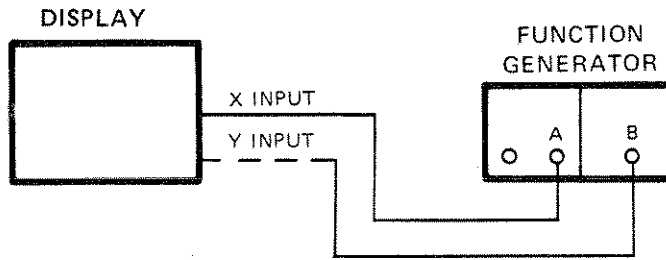 DISPLAY
X INPUT
Y INPUT
FUNCTION
GENERATOR
A
B